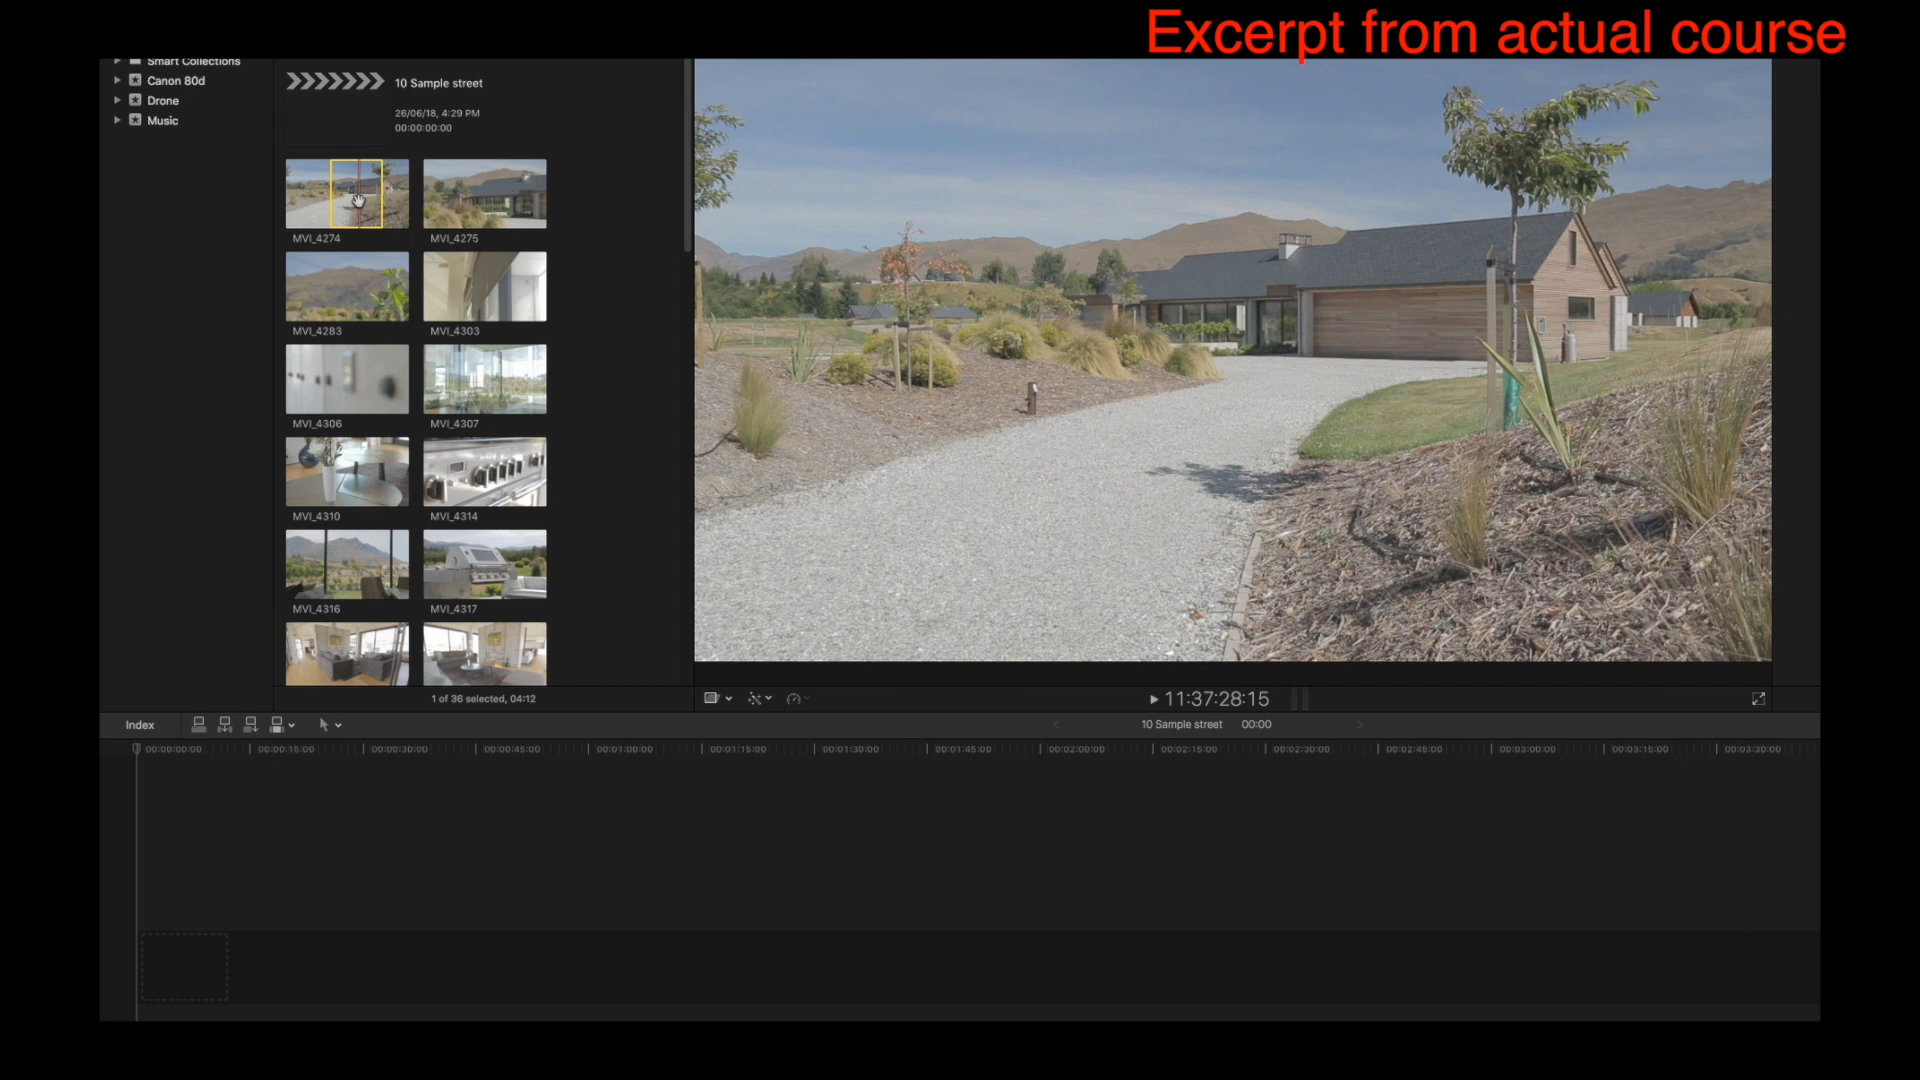 Excerpt from actual course
Smart Collections
Canon 80d
Drone
Music
10 Sample street
26/06/18, 4:29 PM
00:00:00:00
MVI_4274
MVI_4275
MVI_4283
MVI_4303
MVI_4306
MVI_4307
MVI_4310
MVI_4314
MVI_4316
MVI_4317
1 of 36 selected, 04:12
11:37:28:15
Index
10 Sample street 00:00
00:00:00:00 00:00:15:00 00:00:30:00 00:00:45:00 00:01:00:00 00:01:15:00 00:01:30:00 00:01:45:00 00:02:00:00 00:02:15:00 00:02:30:00 00:02:45:00 00:03:00:00 00:03:15:00 00:03:30:00